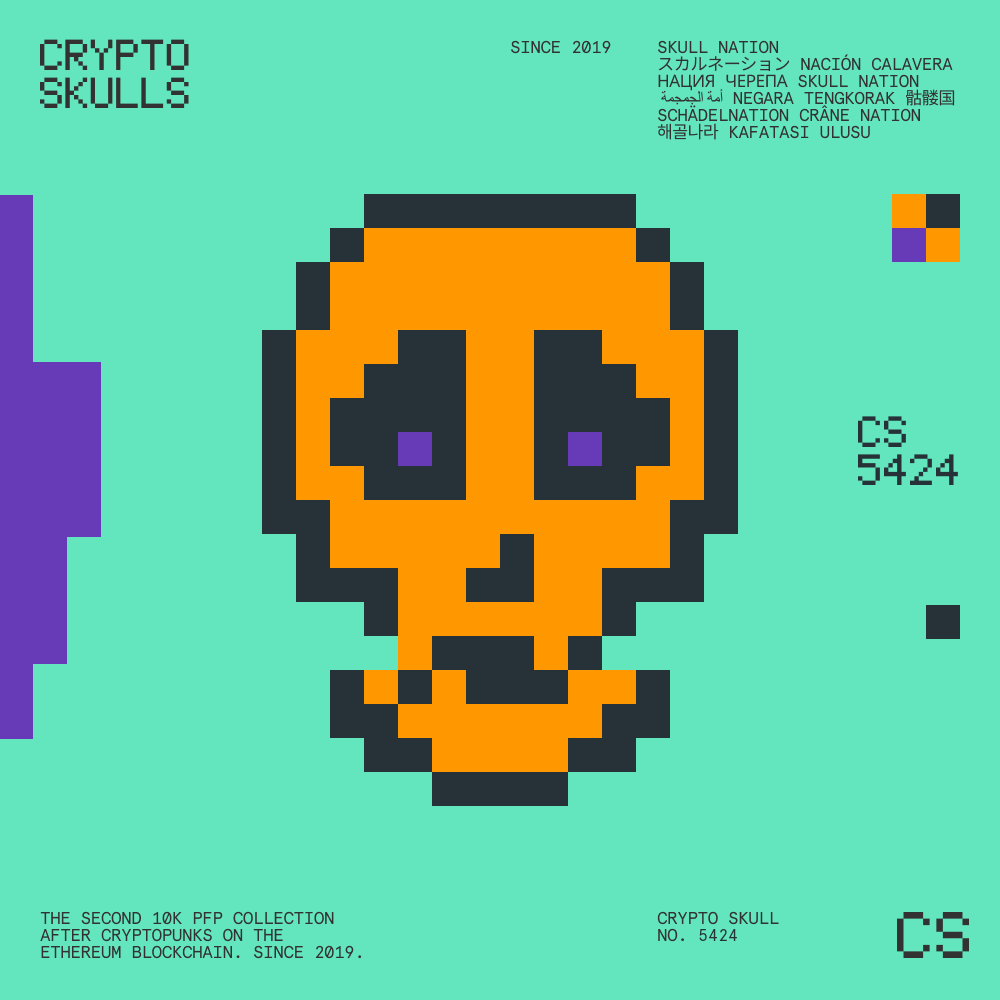 CRYPTO
SKULLS
SINCE 2019
SKULL NATION
スカルネーション NACIÓN CALAVERA
НАЦИЯ ЧЕРЕПА SKULL NATION
أمة الجمجمة NEGARA TENGKORAK 骷髅国
SCHÄDELNATION CRÂNE NATION
해골나라 KAFATASI ULUSU
CS
5424
THE SECOND 10K PFP COLLECTION
AFTER CRYPTOPUNKS ON THE
ETHEREUM BLOCKCHAIN. SINCE 2019.
CRYPTO SKULL
NO. 5424
CS